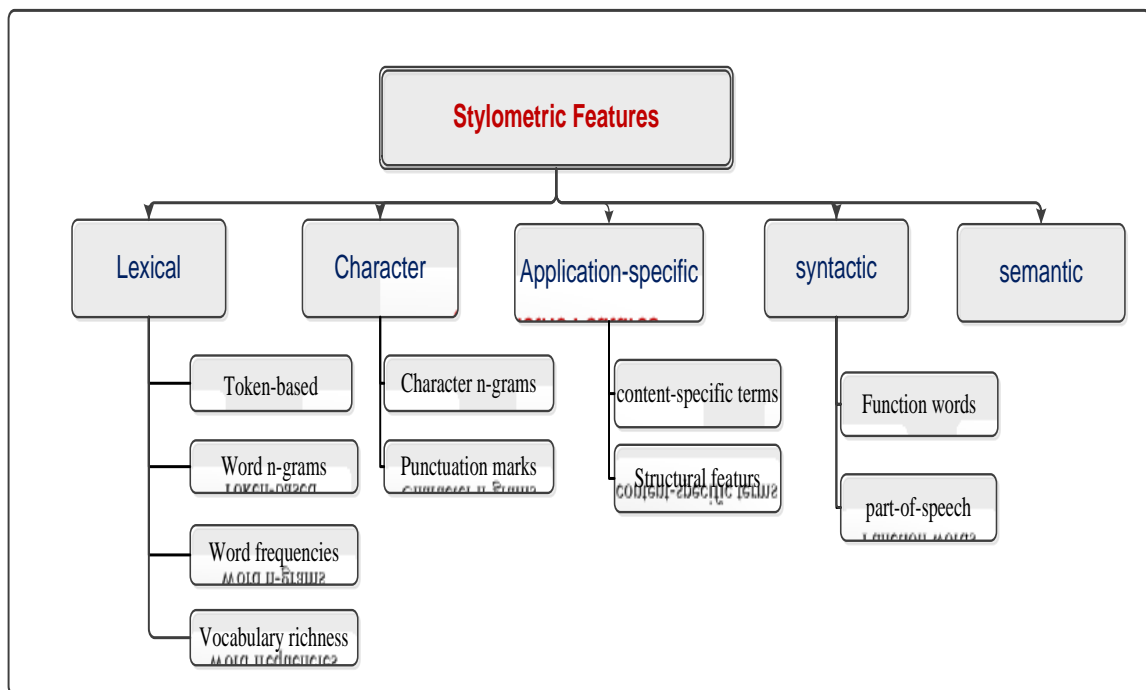 Stylometric Features
Lexical
Character
Application-specific
syntactic
semantic
Token-based
Word n-grams
Word frequencies
Vocabulary richness
Character n-grams
Punctuation marks
content-specific terms
Structural featurs
Function words
part-of-speech